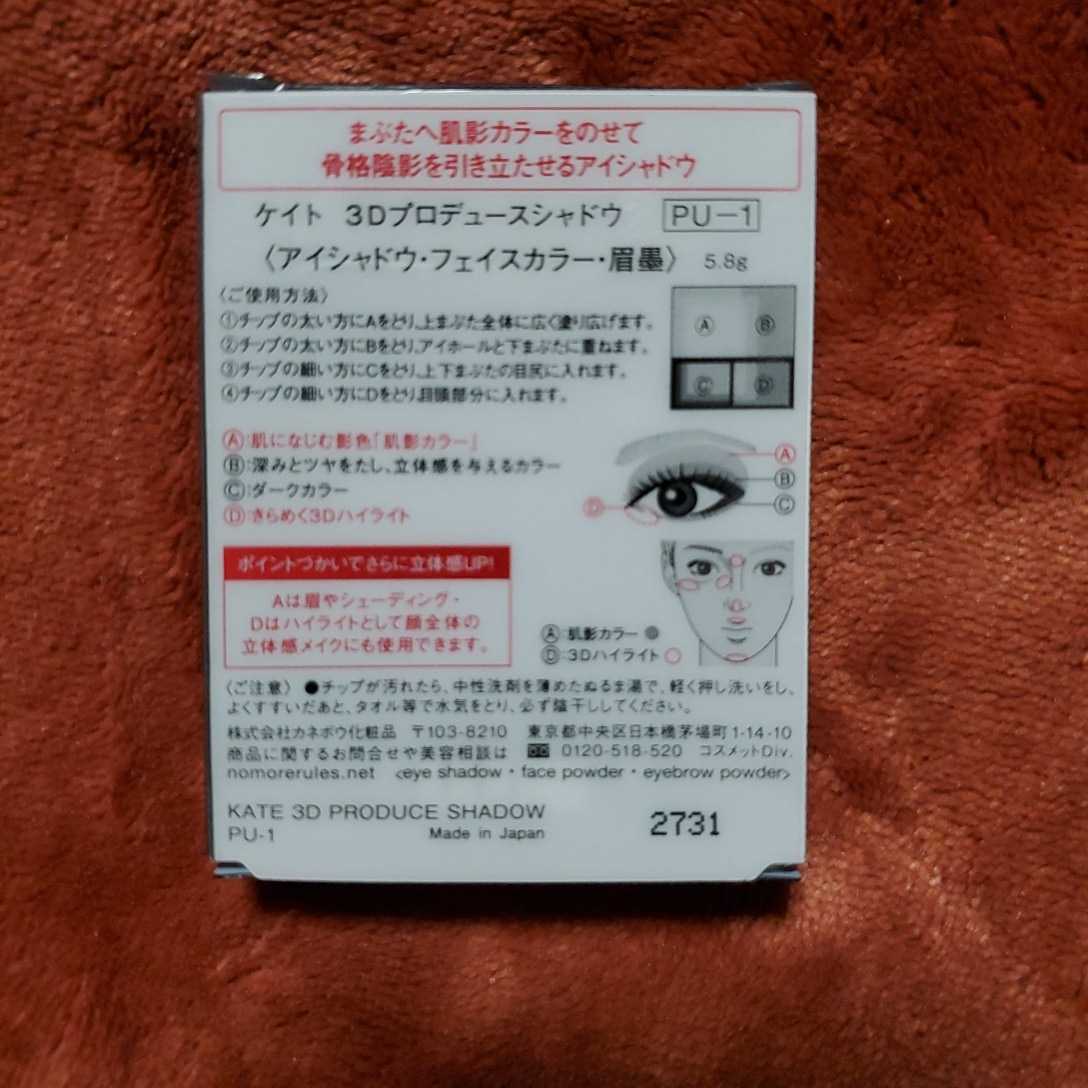 まぶたへ肌影カラーをのせて
骨格陰影を引き立たせるアイシャドウ
ケイト 3Dプロデュースシャドウ PU-1
〈アイシャドウ・フェイスカラー・眉墨〉 5.8g
〈ご使用方法〉
①チップの太い方にAをとり、上まぶた全体に広く塗り広げます。
②チップの太い方にBをとり、アイホールと下まぶたに重ねます。
③チップの細い方にCをとり、上下まぶたの目尻に入れます。
④チップの細い方にDをとり、目頭部分に入れます。
Ⓐ Ⓑ
Ⓒ Ⓓ
Ⓐ:肌になじむ影色「肌影カラー」
Ⓑ:深みとツヤをたし、立体感を与えるカラー
Ⓒ:ダークカラー
Ⓓ:きらめく3Dハイライト
Ⓐ
Ⓑ
Ⓒ
Ⓓ
ポイントづかいでさらに立体感UP!
Aは眉やシェーディング・
Dはハイライトとして顔全体の
立体感メイクにも使用できます。
Ⓐ:肌影カラー
Ⓓ:3Dハイライト
〈ご注意〉 ●チップが汚れたら、中性洗剤を薄めたぬるま湯で、軽く押し洗いをし、
よくすすいだあと、タオル等で水気をとり、必ず陰干ししてください。
株式会社カネボウ化粧品 〒103-8210 東京都中央区日本橋茅場町1-14-10
商品に関するお問合せや美容相談は 0120-518-520 コスメットDiv.
nomorerules.net <eye shadow・face powder・eyebrow powder>
KATE 3D PRODUCE SHADOW
PU-1 Made in Japan
2731